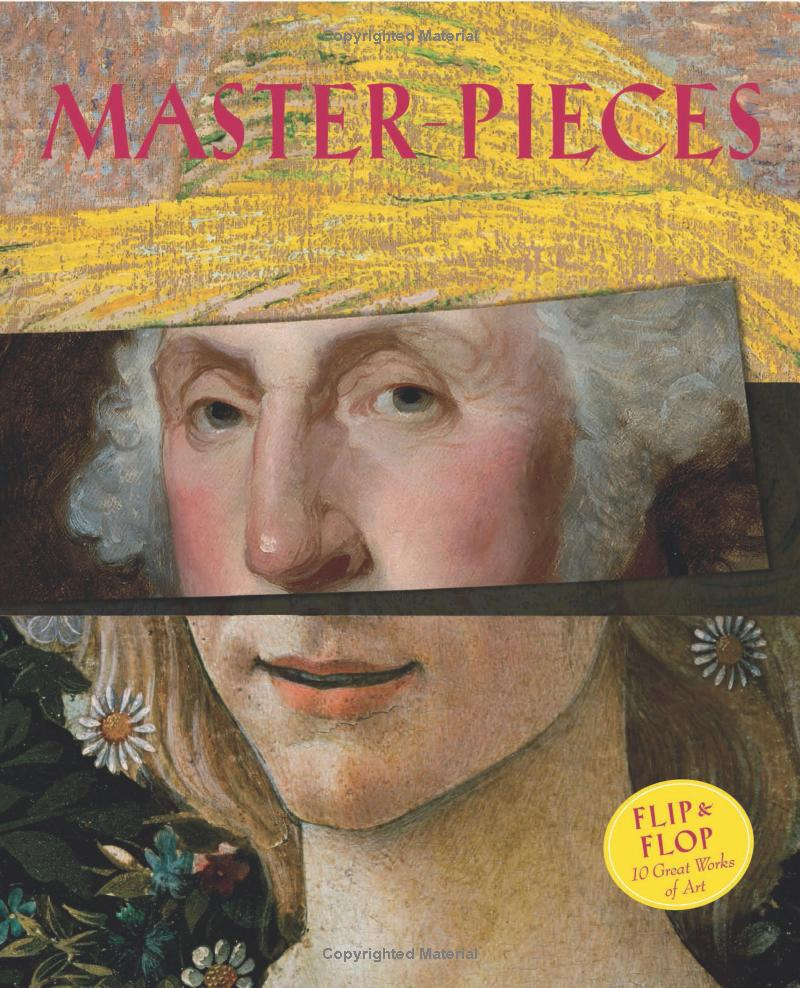 Copyrighted Material
MASTER-PIECES
FLIP &
FLOP
10 Great Works
of Art
Copyrighted Material